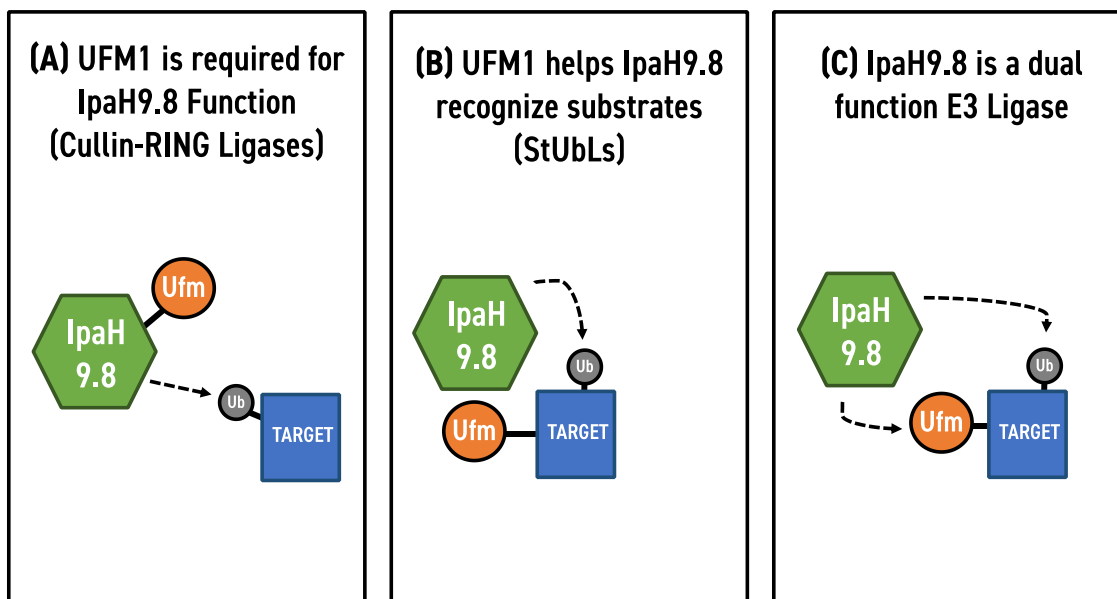 (A) UFM1 is required for
IpaH9.8 Function
(Cullin-RING Ligases)
Ufm
IpaH
9.8
Ub
TARGET
(B) UFM1 helps IpaH9.8
recognize substrates
(StUbLs)
IpaH
9.8
Ub
Ufm
TARGET
(C) IpaH9.8 is a dual
function E3 Ligase
IpaH
9.8
Ub
Ufm
TARGET